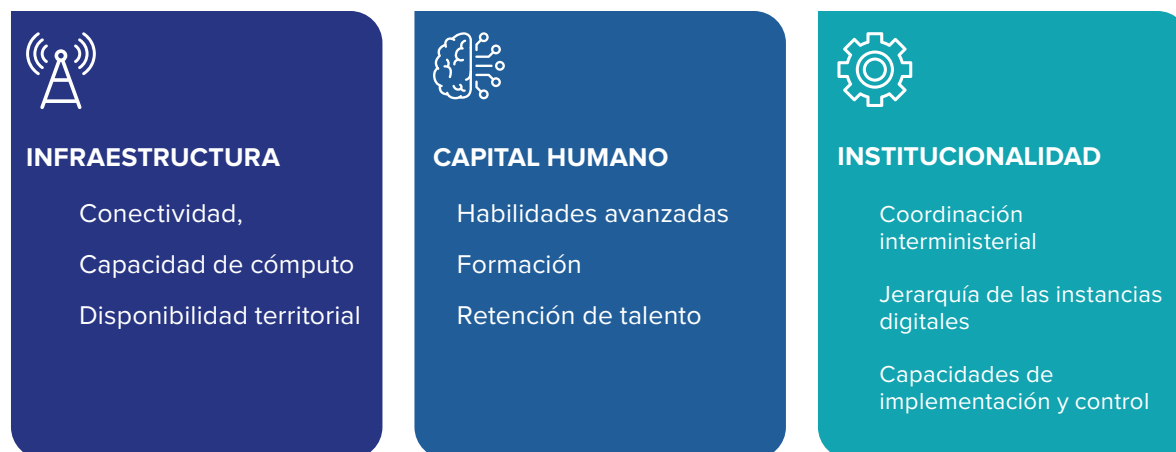 INFRAESTRUCTURA
Conectividad,
Capacidad de cómputo
Disponibilidad territorial
CAPITAL HUMANO
Habilidades avanzadas
Formación
Retención de talento
INSTITUCIONALIDAD
Coordinación
interministerial
Jerarquía de las instancias
digitales
Capacidades de
implementación y control